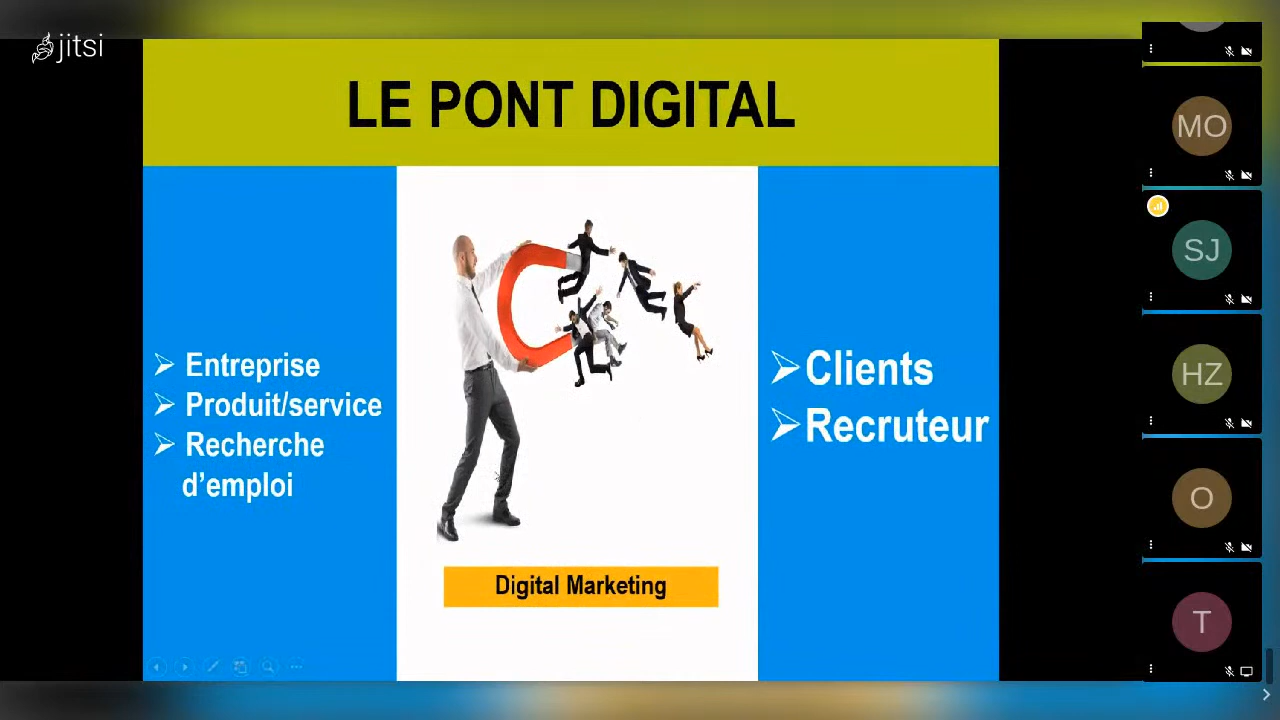 jitsi
LE PONT DIGITAL
➢ Entreprise
➢ Produit/service
➢ Recherche
d’emploi
Digital Marketing
➢Clients
➢Recruteur
MO
SJ
HZ
O
T